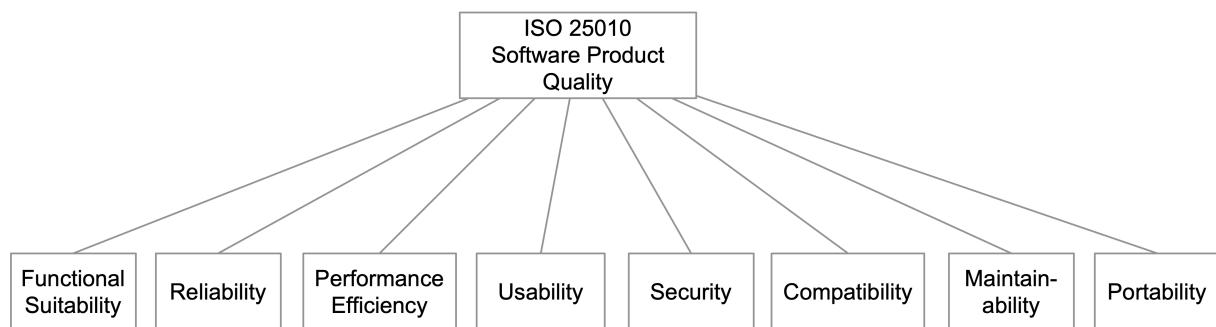 ISO 25010
Software Product
Quality
Functional
Suitability
Reliability
Performance
Efficiency
Usability
Security
Compatibility
Maintain-
ability
Portability